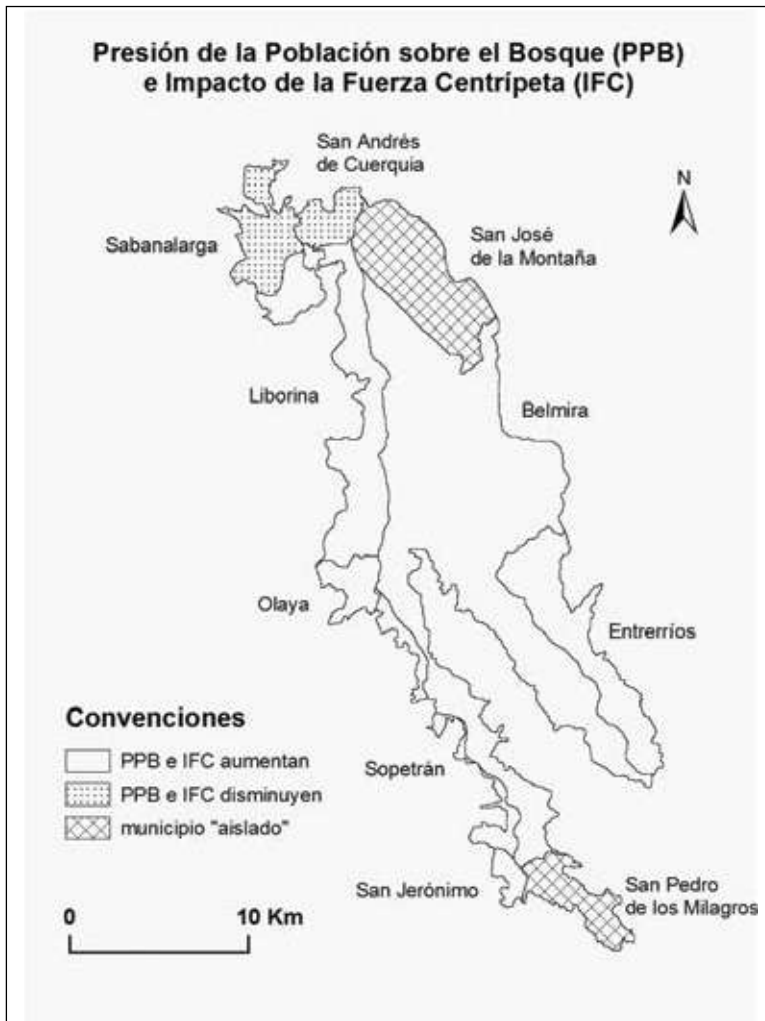 Presión de la Población sobre el Bosque (PPB)
e Impacto de la Fuerza Centrípeta (IFC)
San Andrés
de Cuerquia
N
Sabanalarga
San José
de la Montaña
Liborina
Belmira
Olaya
Entrerríos
Convenciones
PPB e IFC aumentan
PPB e IFC disminuyen
municipio "aislado"
Sopetrán
San Jerónimo
San Pedro
de los Milagros
0 10 Km